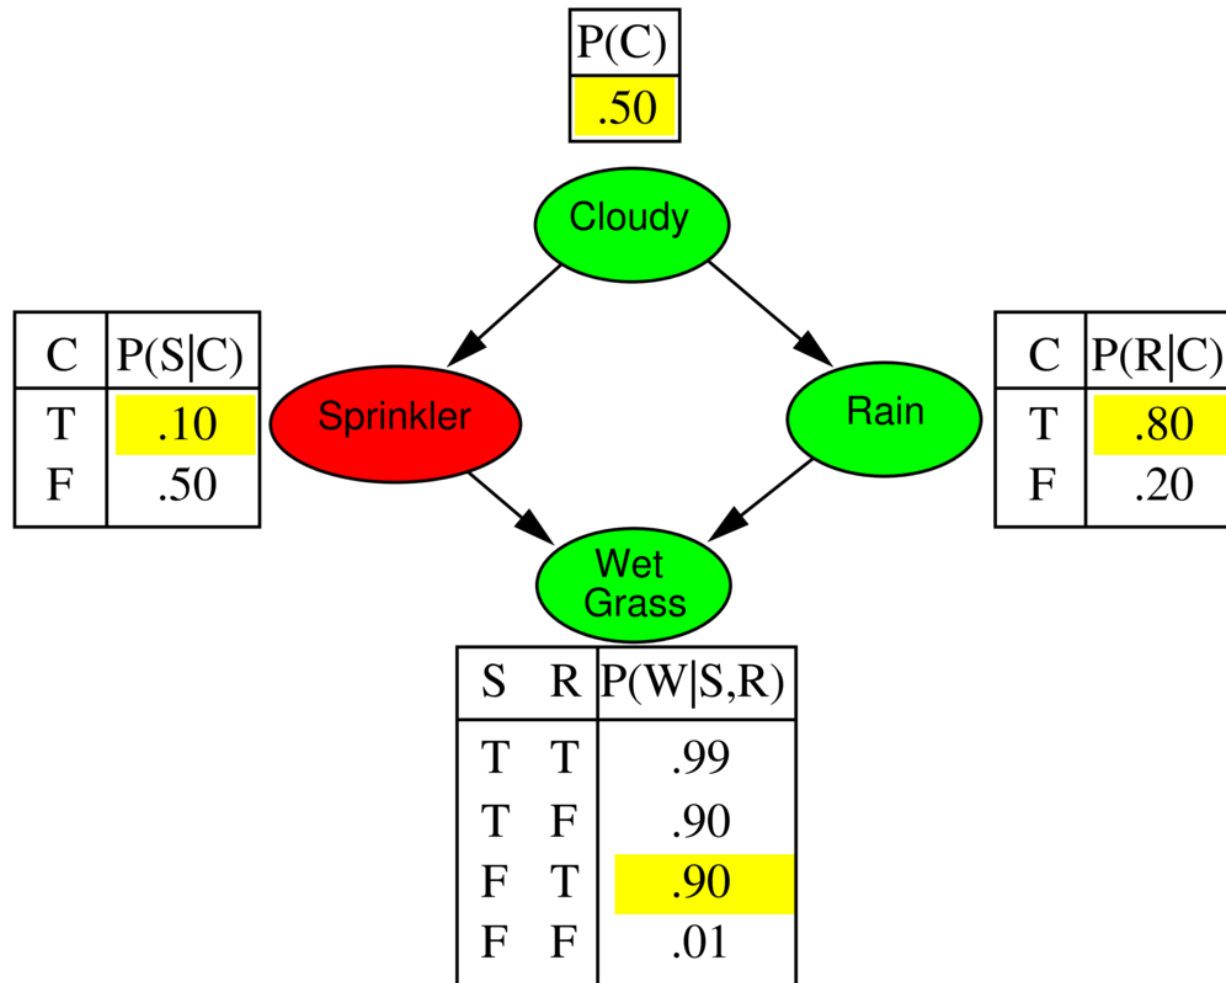 P(C)
.50
Cloudy
C P(S|C)
T .10
F .50
Sprinkler
Rain
C P(R|C)
T .80
F .20
Wet
Grass
S R P(W|S,R)
T T .99
T F .90
F T .90
F F .01